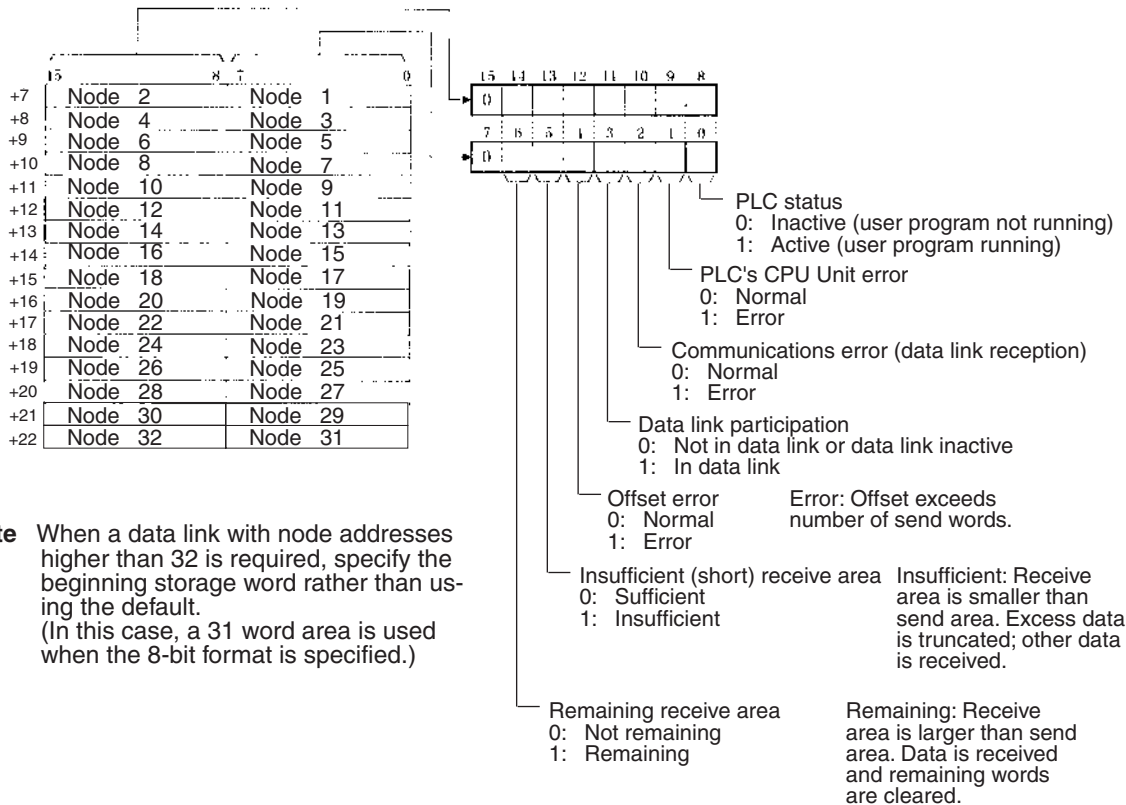 15 8 7 0
+7 Node 2 Node 1
+8 Node 4 Node 3
+9 Node 6 Node 5
+10 Node 8 Node 7
+11 Node 10 Node 9
+12 Node 12 Node 11
+13 Node 14 Node 13
+14 Node 16 Node 15
+15 Node 18 Node 17
+16 Node 20 Node 19
+17 Node 22 Node 21
+18 Node 24 Node 23
+19 Node 26 Node 25
+20 Node 28 Node 27
+21 Node 30 Node 29
+22 Node 32 Node 31
15 14 13 12 11 10 9 8
0
7 6 5 4 3 2 1 0
0
PLC status
0: Inactive (user program not running)
1: Active (user program running)
PLC's CPU Unit error
0: Normal
1: Error
Communications error (data link reception)
0: Normal
1: Error
Data link participation
0: Not in data link or data link inactive
1: In data link
Offset error
0: Normal
1: Error
Error: Offset exceeds
number of send words.
Insufficient (short) receive area
0: Sufficient
1: Insufficient
Insufficient: Receive
area is smaller than
send area. Excess data
is truncated; other data
is received.
Remaining receive area
0: Not remaining
1: Remaining
Remaining: Receive
area is larger than send
area. Data is received
and remaining words
are cleared.
te When a data link with node addresses
higher than 32 is required, specify the
beginning storage word rather than us-
ing the default.
(In this case, a 31 word area is used
when the 8-bit format is specified.)